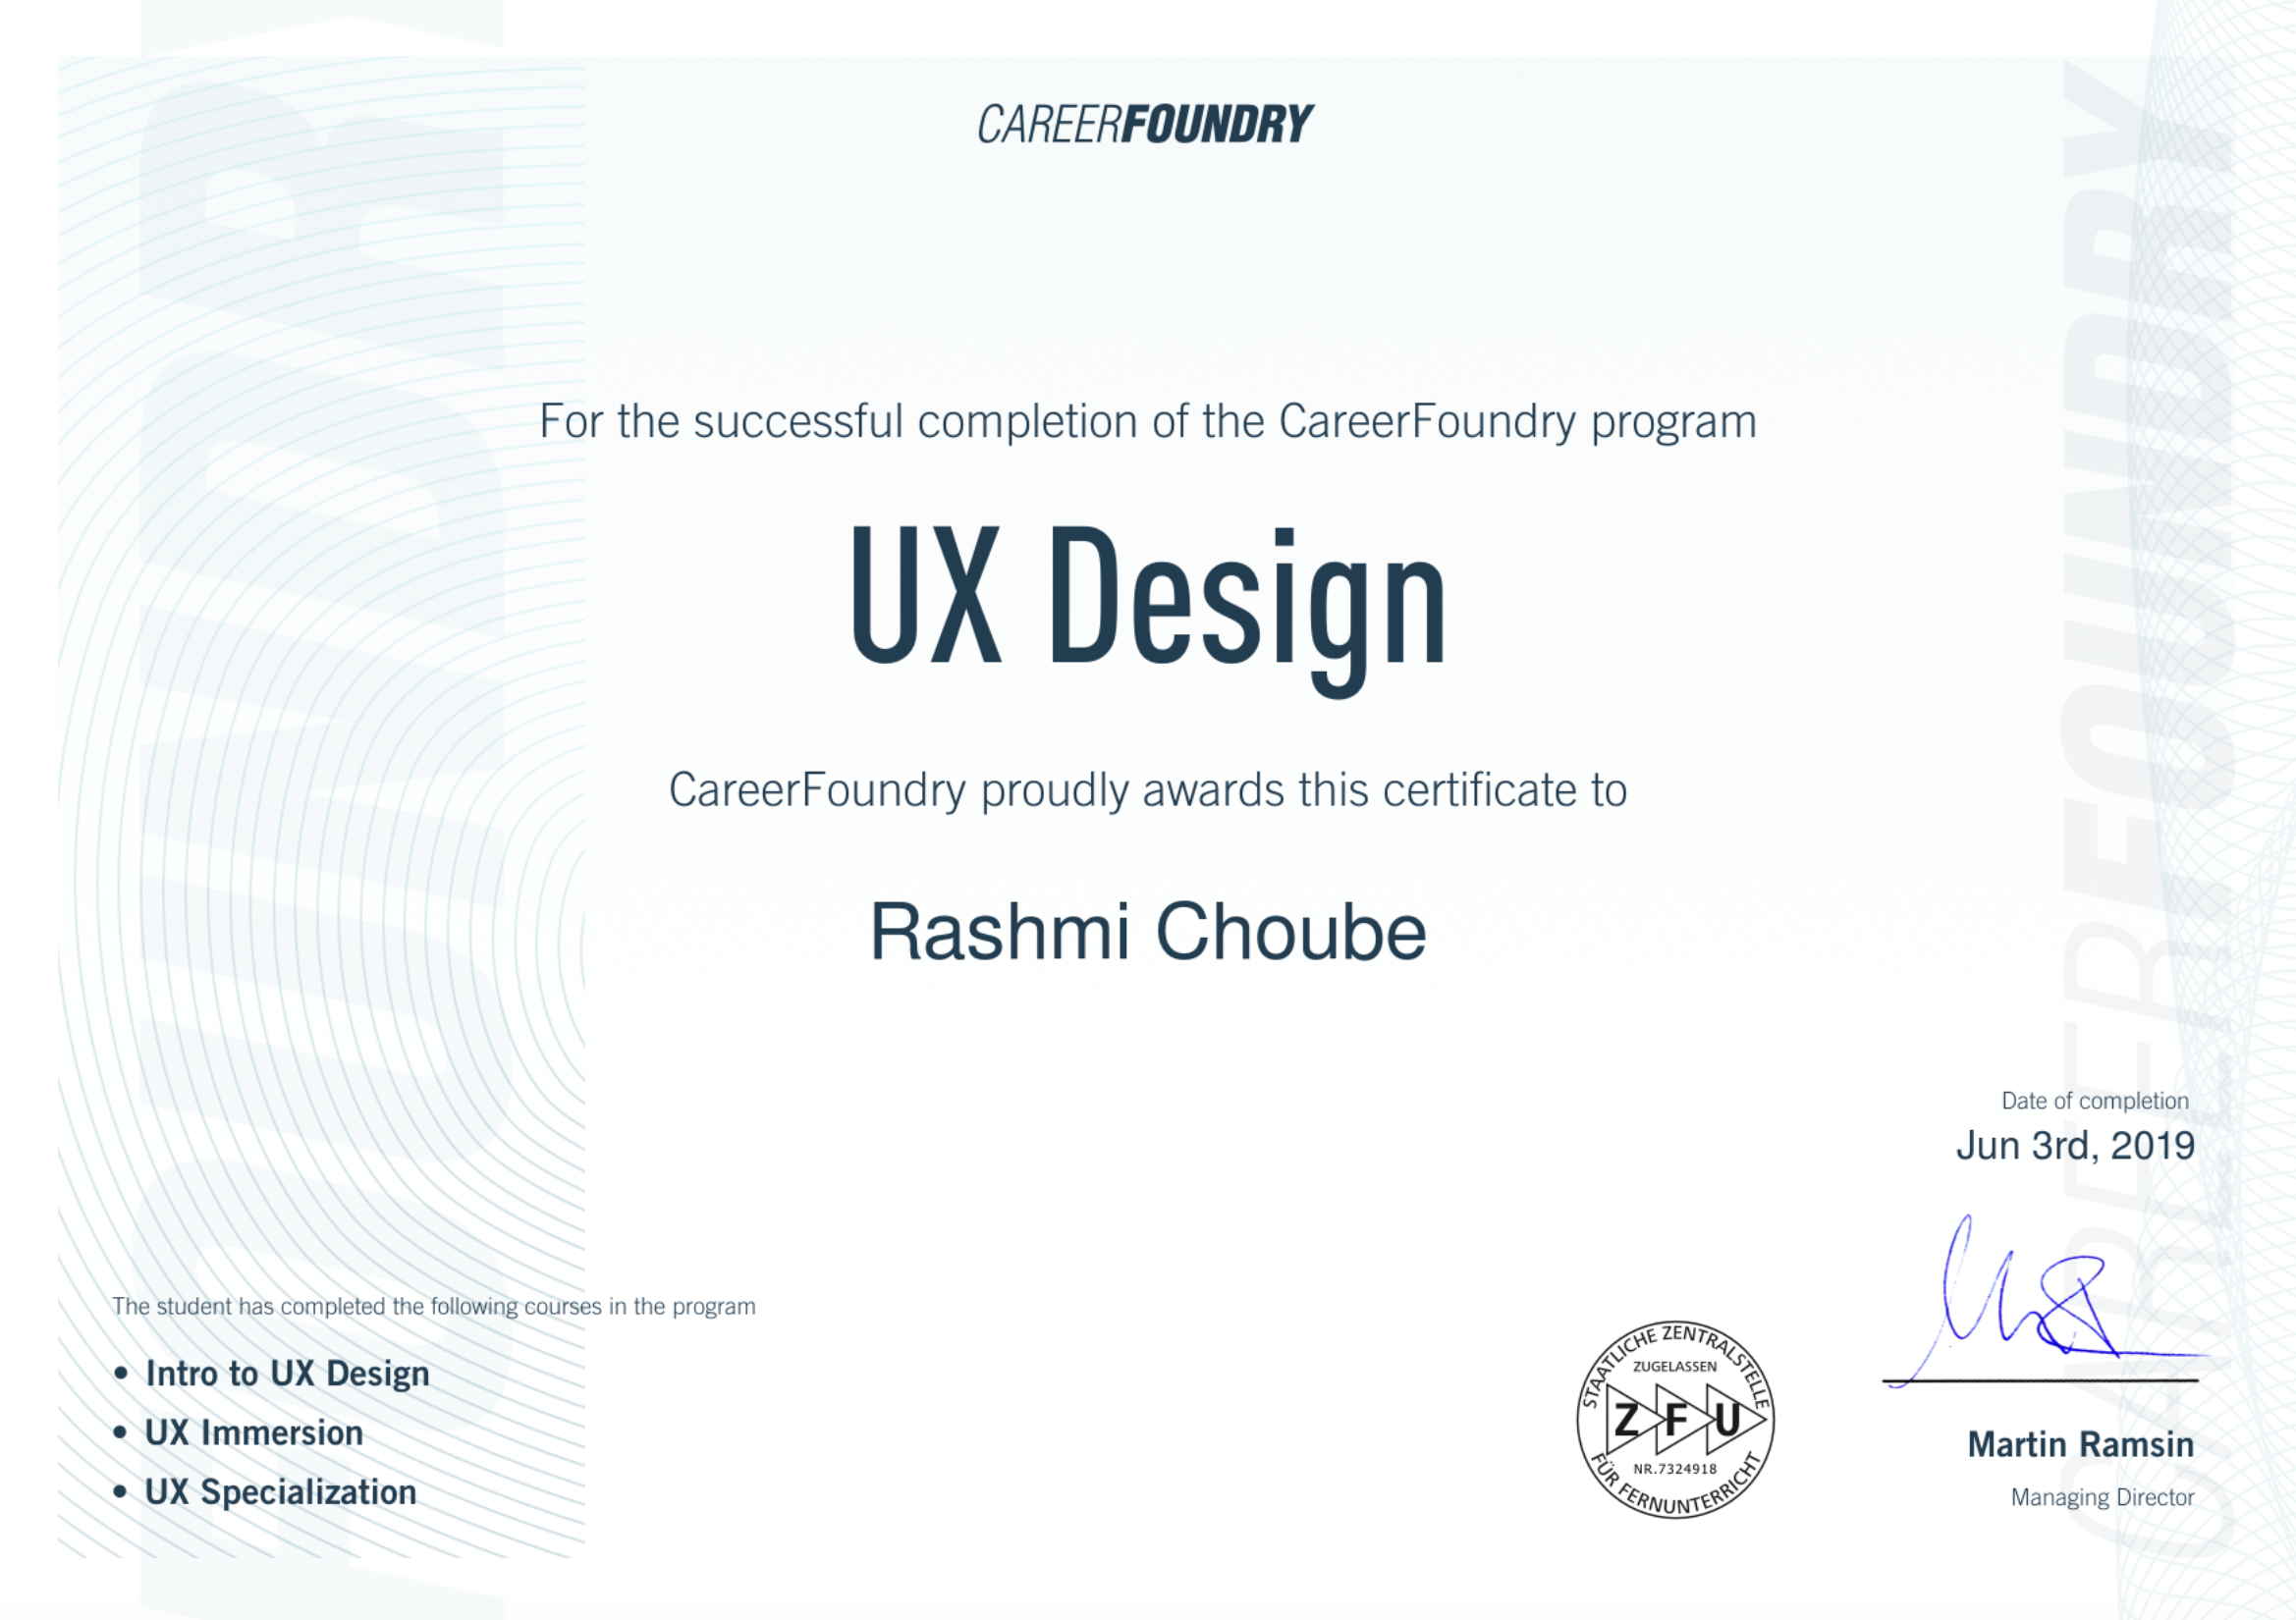 CAREERFOUNDRY
For the successful completion of the CareerFoundry program
UX Design
CareerFoundry proudly awards this certificate to
Rashmi Choube
Date of completion
Jun 3rd, 2019
The student has completed the following courses in the program
• Intro to UX Design
• UX Immersion
• UX Specialization
STAATLICHE ZENTRALSTELLE
ZUGELASSEN
ZFU
NR.7324918
FÜR FERNUNTERRICHT
Martin Ramsin
Managing Director
CAREERFOUNDRY